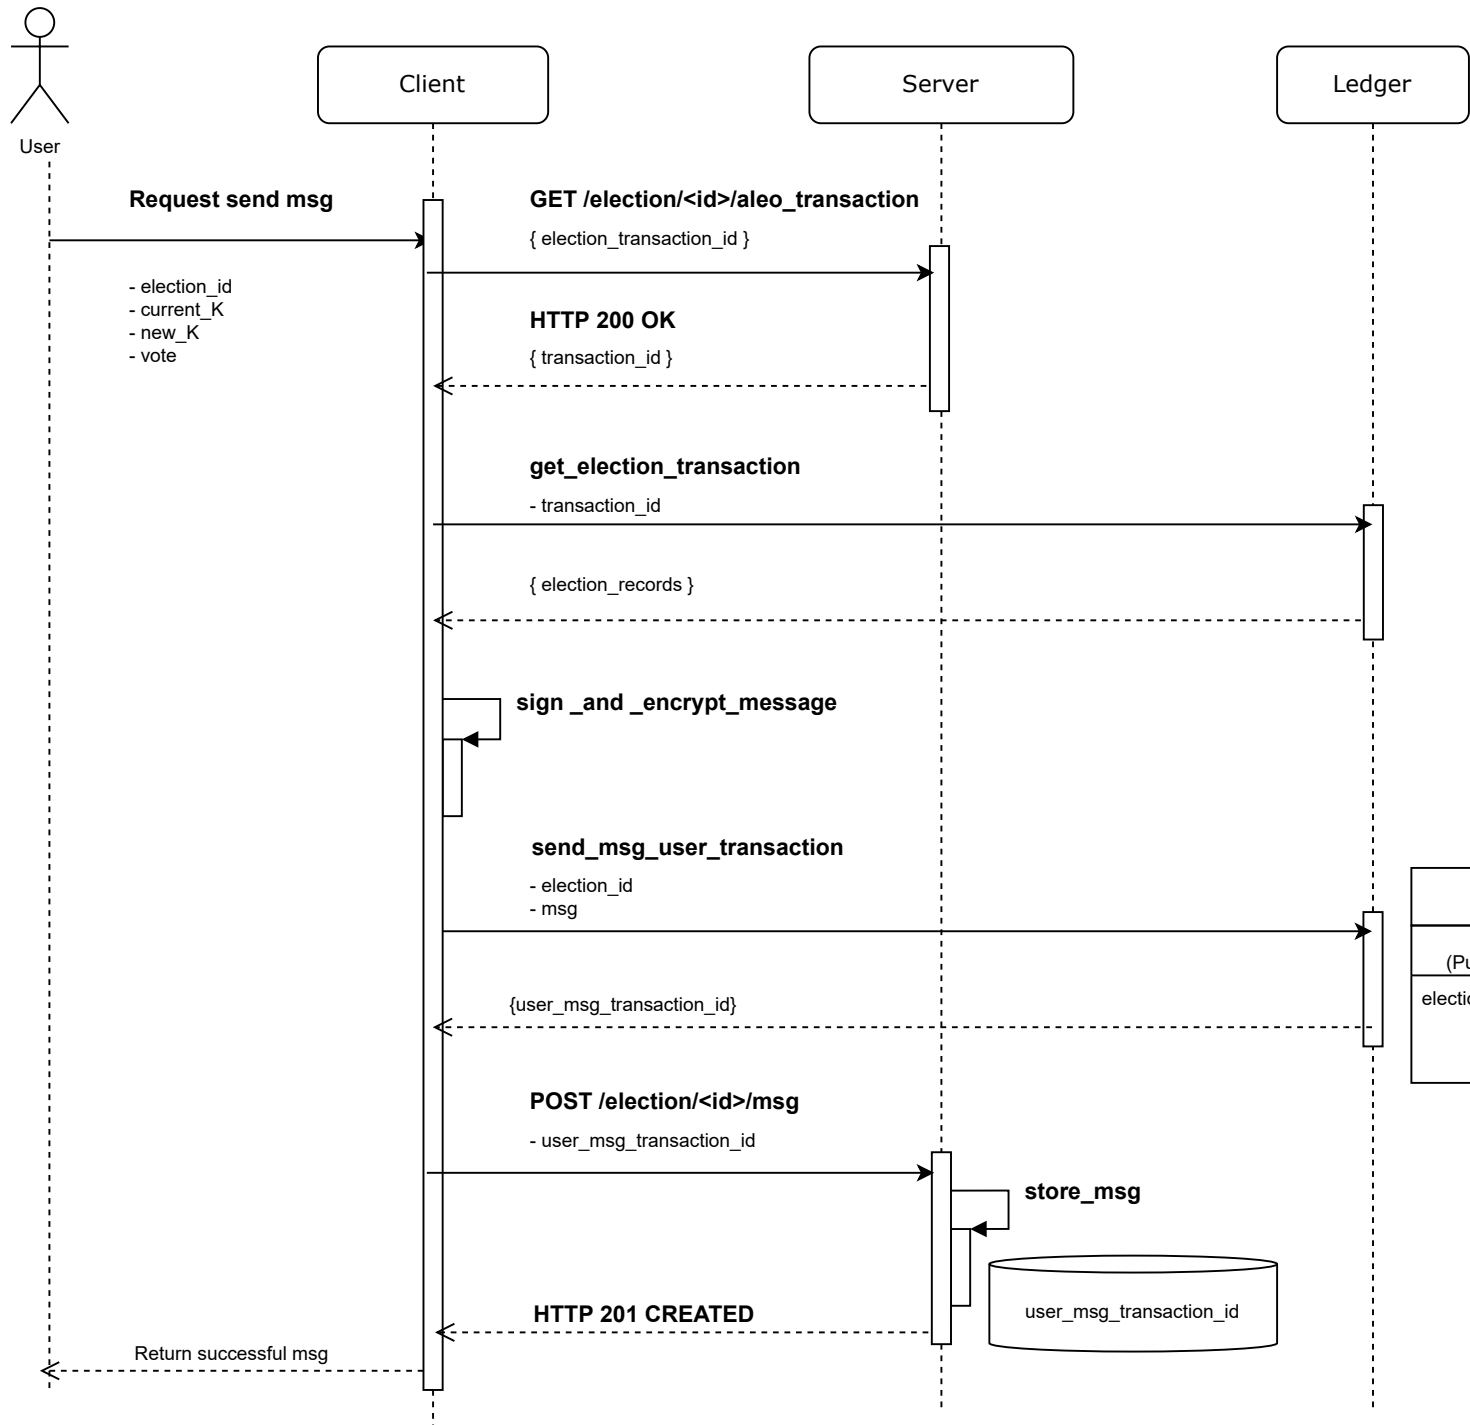 Client
Server
Ledger
User
Request send msg
- election_id
- current_K
- new_K
- vote
GET /election/<id>/aleo_transaction
{ election_transaction_id }
HTTP 200 OK
{ transaction_id }
get_election_transaction
- transaction_id
{ election_records }
sign _and _encrypt_message
send_msg_user_transaction
- election_id
- msg
{user_msg_transaction_id}
POST /election/<id>/msg
- user_msg_transaction_id
store_msg
user_msg_transaction_id
HTTP 201 CREATED
Return successful msg